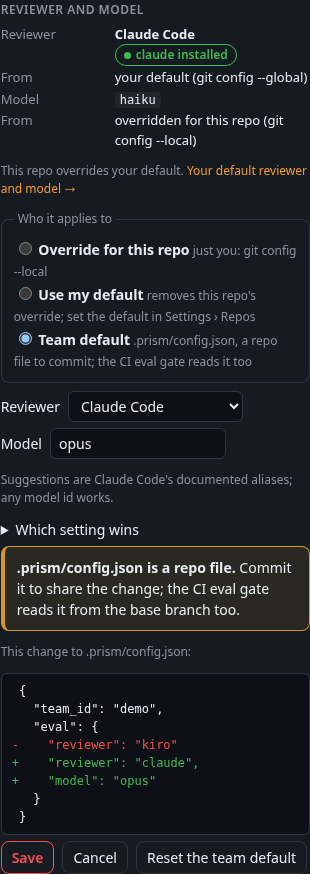 REVIEWER AND MODEL
Reviewer Claude Code
claude installed
From your default (git config --global)
Model haiku
From overridden for this repo (git
config --local)
This repo overrides your default. Your default reviewer
and model →
Who it applies to
Override for this repo just you: git config
--local
Use my default removes this repo's
override; set the default in Settings › Repos
Team default .prism/config.json, a repo
file to commit; the CI eval gate reads it too
Reviewer Claude Code
Model opus
Suggestions are Claude Code's documented aliases;
any model id works.
Which setting wins
.prism/config.json is a repo file. Commit
it to share the change; the CI eval gate
reads it from the base branch too.
This change to .prism/config.json:
{
"team_id": "demo",
"eval": {
- "reviewer": "kiro"
+ "reviewer": "claude",
+ "model": "opus"
}
}
Save Cancel Reset the team default